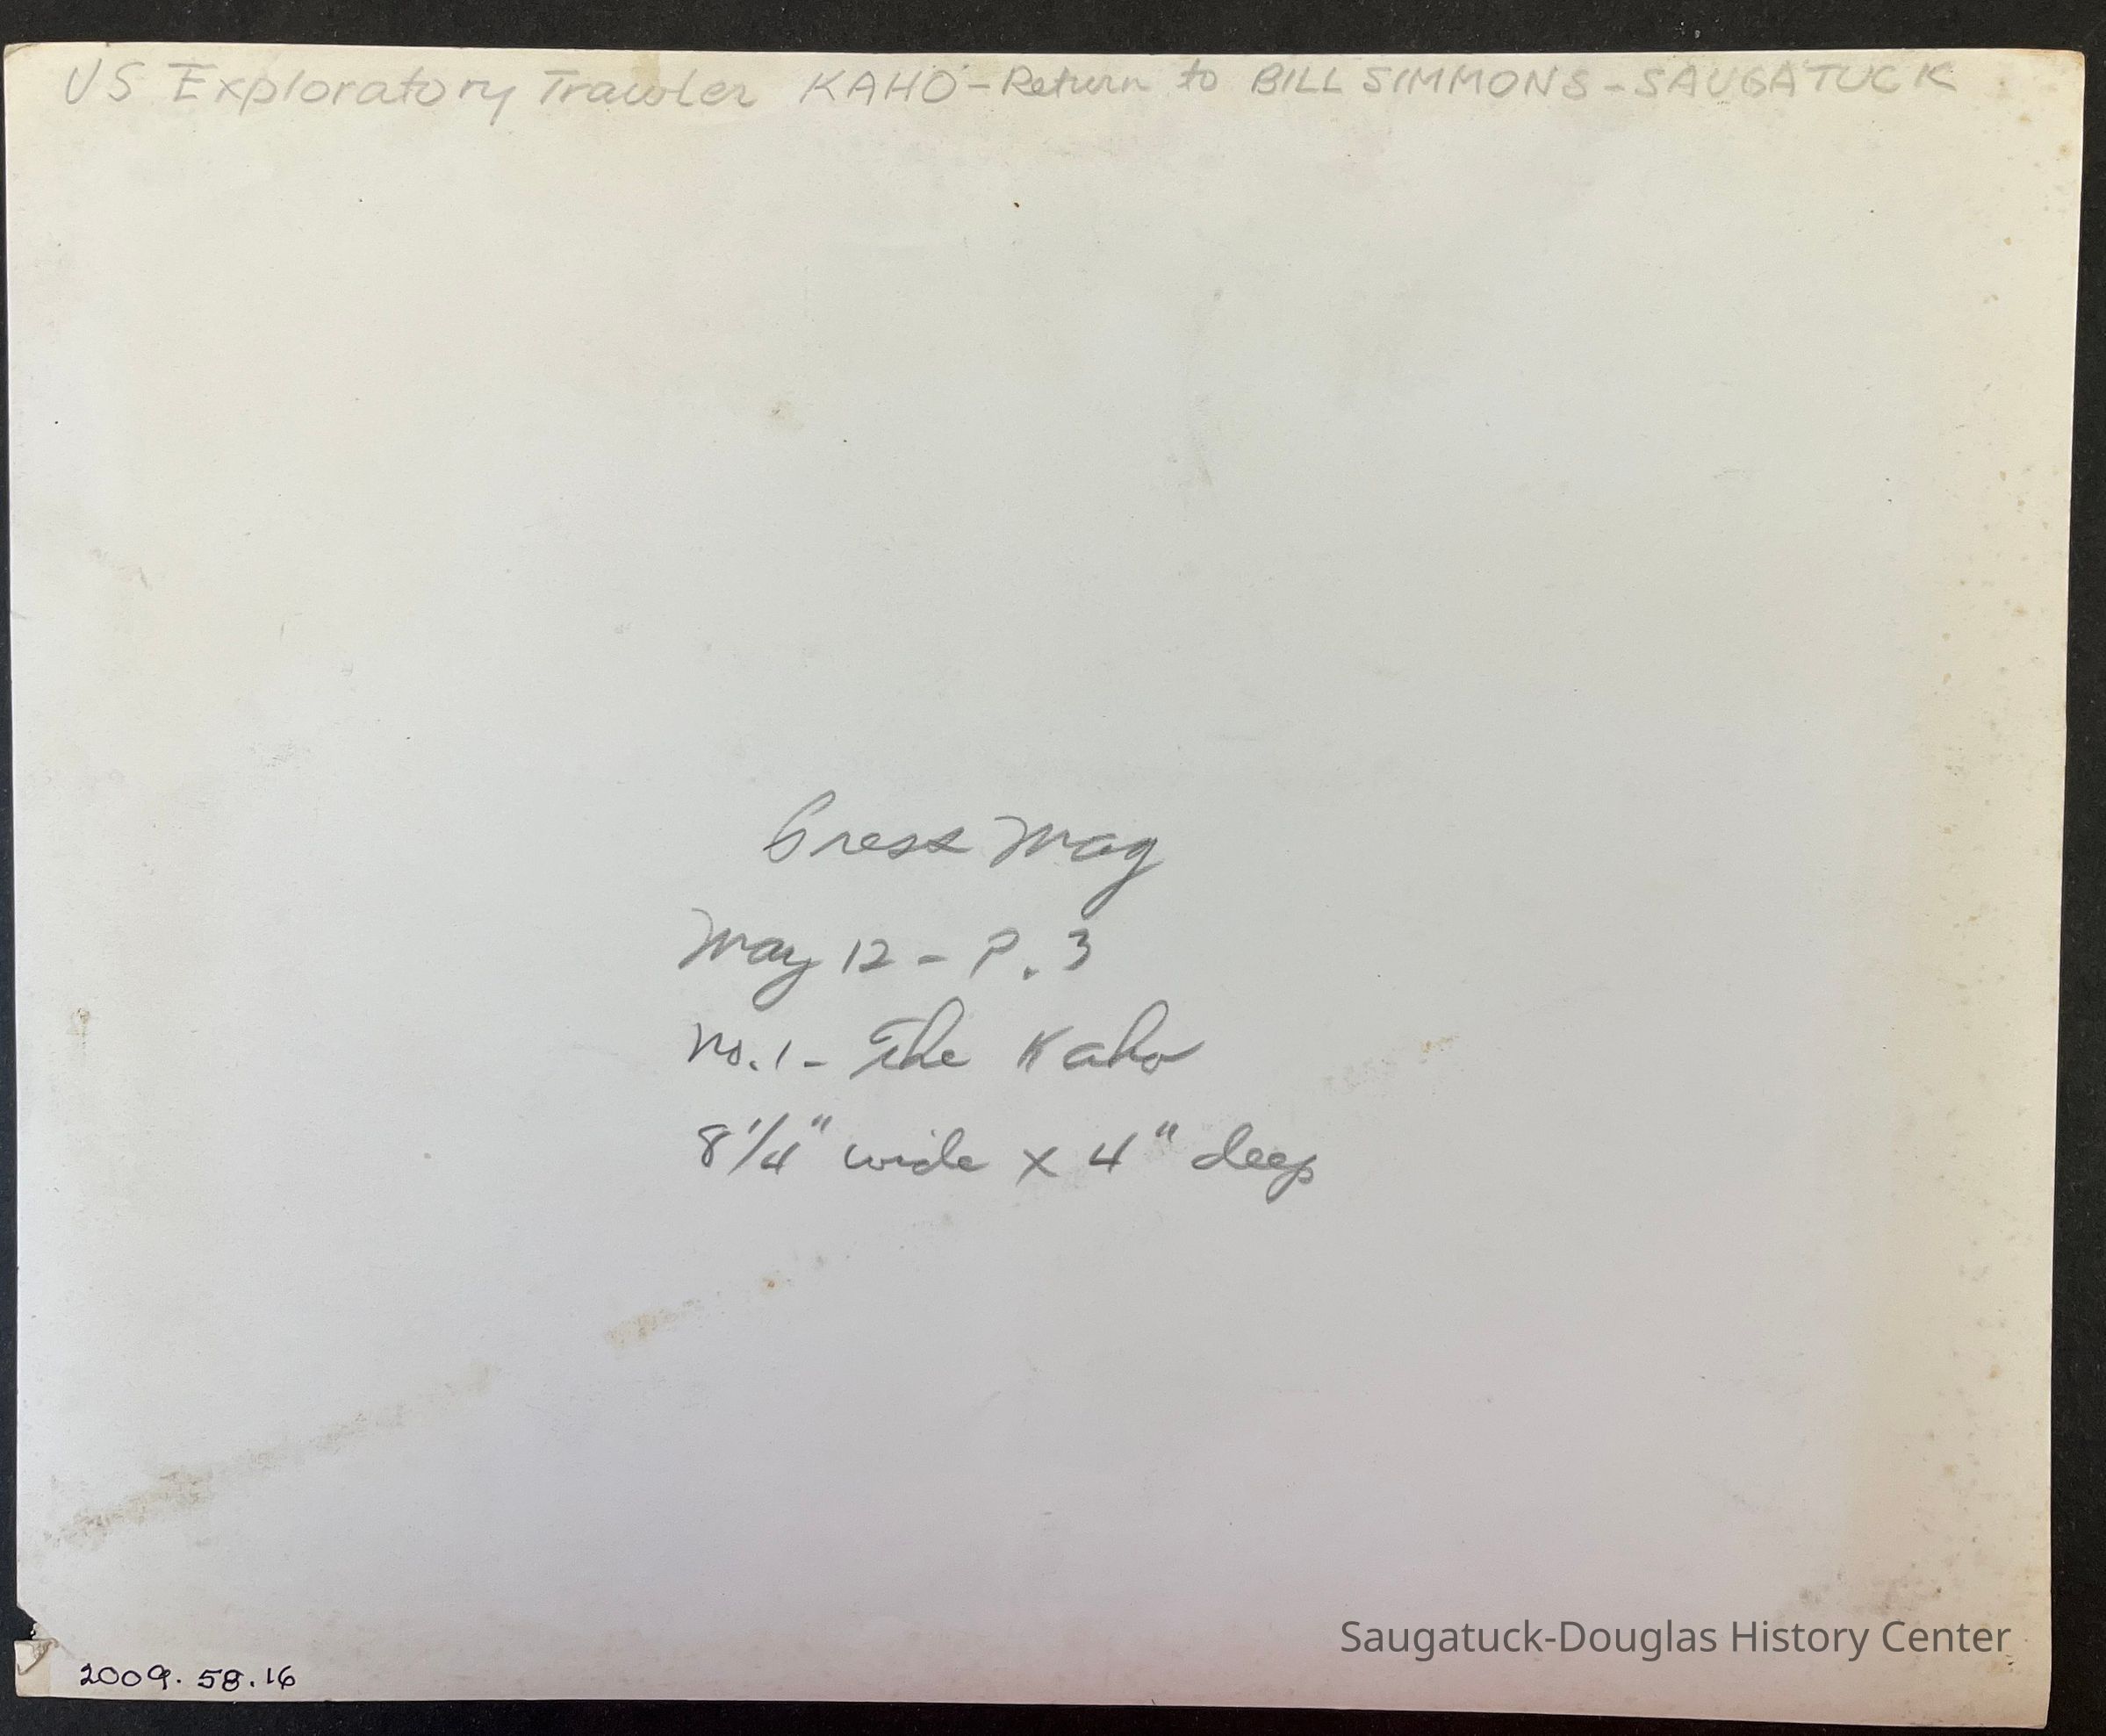 US Exploratory Trawler KAHO - Return to BILL SIMMONS - SAUGATUCK
Press Mag
May 12 - P. 3
No. 1 - The Kaho
8 1/4" wide x 4" deep
2009.58.16
Saugatuck-Douglas History Center